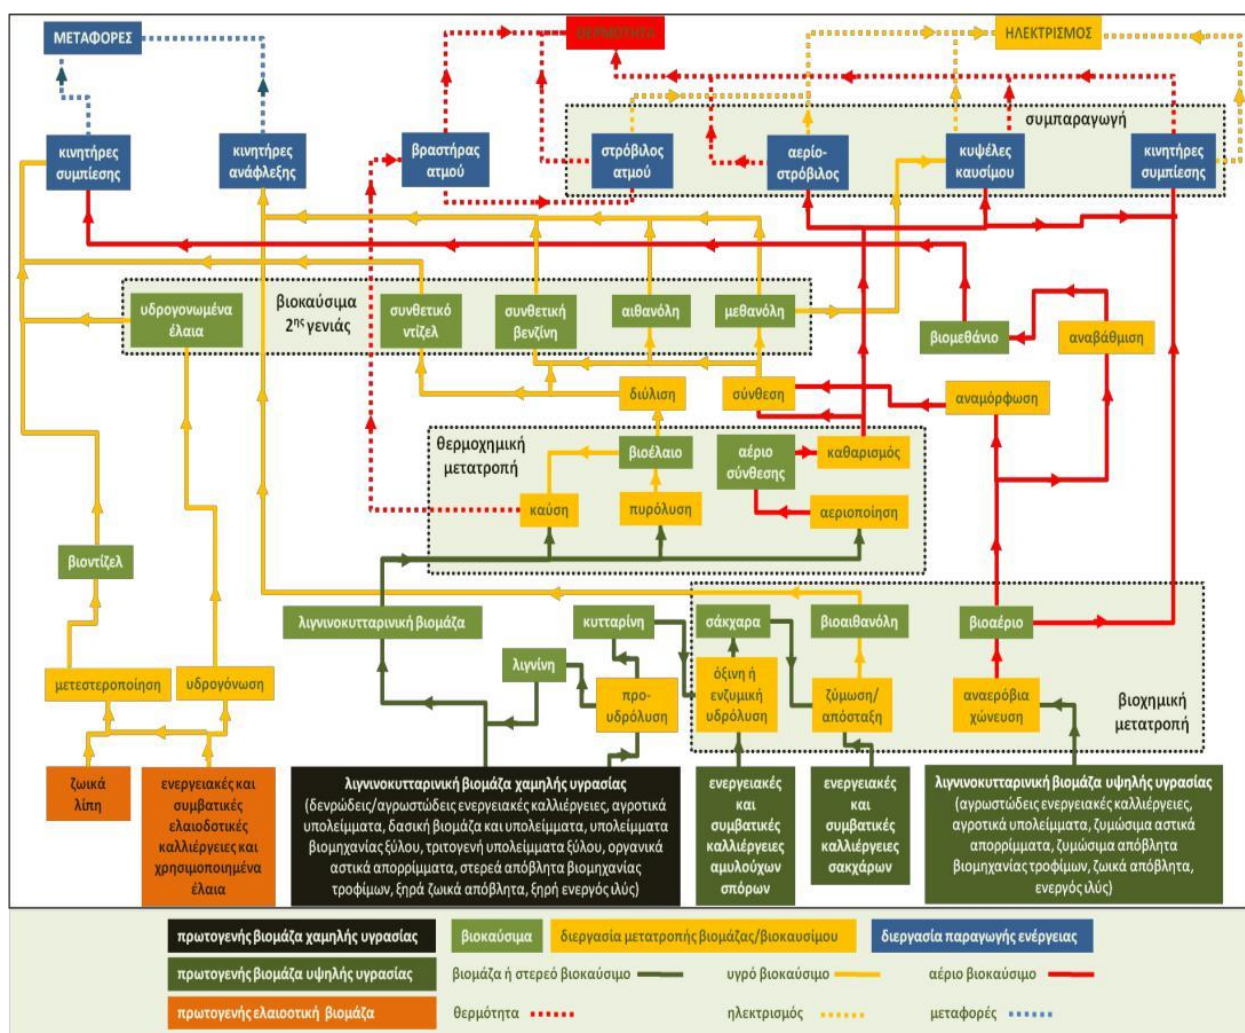 ΜΕΤΑΦΟΡΕΣ
ΘΕΡΜΟΤΗΤΑ
ΗΛΕΚΤΡΙΣΜΟΣ
συμπαραγωγή
κινητήρες
συμπίεσης
κινητήρες
ανάφλεξης
βραστήρας
ατμού
στρόβιλος
ατμού
αερίο-
στρόβιλος
κυψέλες
καυσίμου
κινητήρες
συμπίεσης
υδρογονωμένα
έλαια
βιοκαύσιμα
2ης γενιάς
συνθετικό
ντίζελ
συνθετική
βενζίνη
αιθανόλη
μεθανόλη
βιομεθάνιο
αναβάθμιση
διύλιση
σύνθεση
αναμόρφωση
θερμοχημική
μετατροπή
βιοέλαιο
αέριο
σύνθεσης
καθαρισμός
καύση
πυρόλυση
αεριοποίηση
βιοντίζελ
λιγνινοκυτταρινική βιομάζα
κυτταρίνη
σάκχαρα
βιοαιθανόλη
βιοαέριο
λιγνίνη
μετεστεροποίηση
υδρογόνωση
προ-
υδρόλυση
όξινη ή
ενζυμική
υδρόλυση
ζύμωση/
απόσταξη
αναερόβια
χώνευση
βιοχημική
μετατροπή
ζωικά
λίπη
ενεργειακές και
συμβατικές
ελαιοδοτικές
καλλιέργειες και
χρησιμοποιημένα
έλαια
λιγνινοκυτταρινική βιομάζα χαμηλής υγρασίας
(δενρώδεις/αγρωστώδεις ενεργειακές καλλιέργειες, αγροτικά
υπολείμματα, δασική βιομάζα και υπολείμματα, υπολείμματα
βιομηχανίας ξύλου, τριτογενή υπολείμματα ξύλου, οργανικά
αστικά απορρίμματα, στερεά απόβλητα βιομηχανίας
τροφίμων, ξηρά ζωικά απόβλητα, ξηρή ενεργός ιλύς)
ενεργειακές
και
συμβατικές
καλλιέργειες
αμυλούχων
σπόρων
ενεργειακές
και
συμβατικές
καλλιέργειες
σακχάρων
λιγνινοκυτταρινική βιομάζα υψηλής υγρασίας
(αγρωστώδεις ενεργειακές καλλιέργειες,
αγροτικά υπολείμματα, ζυμώσιμα αστικά
απορρίμματα, ζυμώσιμα απόβλητα
βιομηχανίας τροφίμων, ζωικά απόβλητα,
ενεργός ιλύς)
πρωτογενής βιομάζα χαμηλής υγρασίας
βιοκαύσιμα
διεργασία μετατροπής βιομάζας/βιοκαυσίμου
διεργασία παραγωγής ενέργειας
πρωτογενής βιομάζα υψηλής υγρασίας
βιομάζα ή στερεό βιοκαύσιμο
υγρό βιοκαύσιμο
αέριο βιοκαύσιμο
πρωτογενής ελαιοοτική βιομάζα
θερμότητα
ηλεκτρισμός
μεταφορές